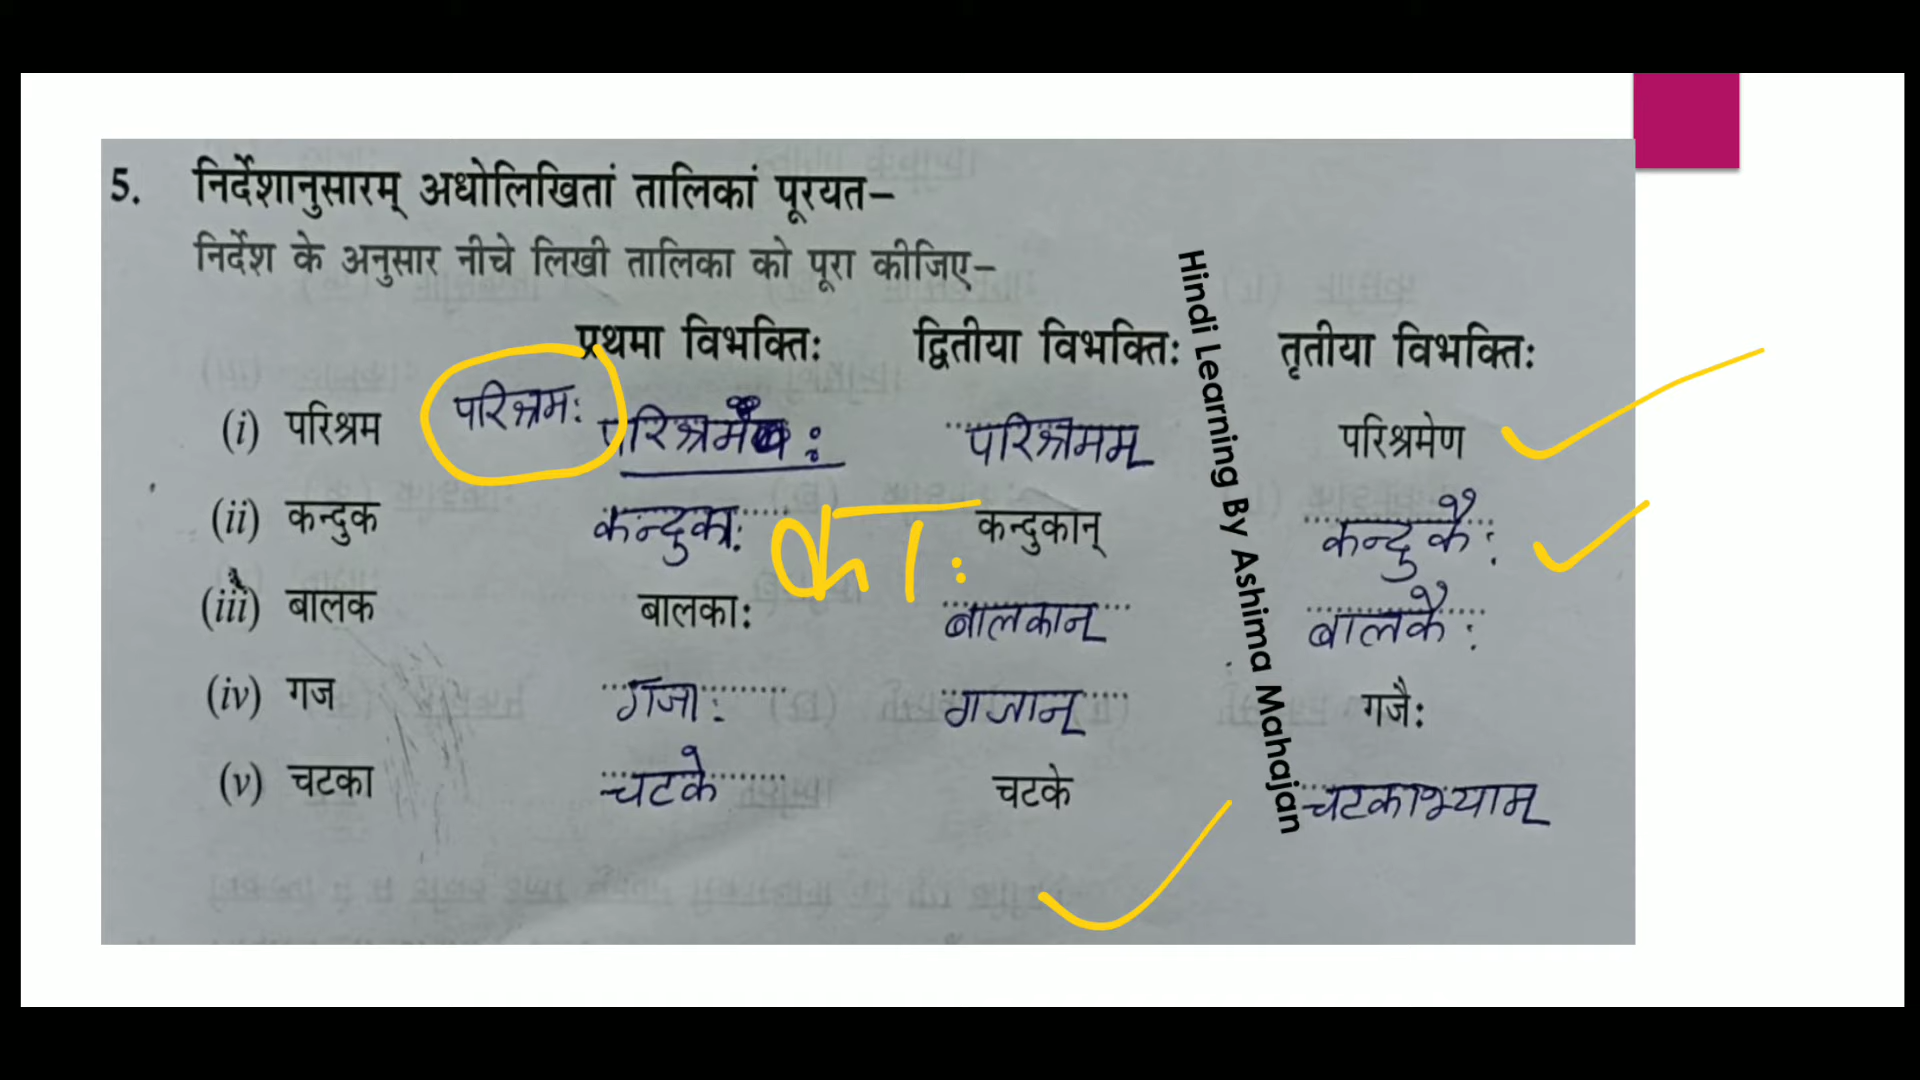 5. निर्देशानुसारम् अधोलिखितां तालिकां पूरयत–
निर्देश के अनुसार नीचे लिखी तालिका को पूरा कीजिए–
प्रथमा विभक्तिः द्वितीया विभक्तिः तृतीया विभक्तिः
(i) परिश्रम परिश्रमः परिश्रमम् परिश्रमेण
(ii) कन्दुक कन्दुकाः काः कन्दुकान् कन्दुकैः
(iii) बालक बालकाः बालकान् बालकैः
(iv) गज गजाः गजान् गजैः
(v) चटका चटके चटके चटकाभ्याम्
Hindi Learning By Ashima Mahajan